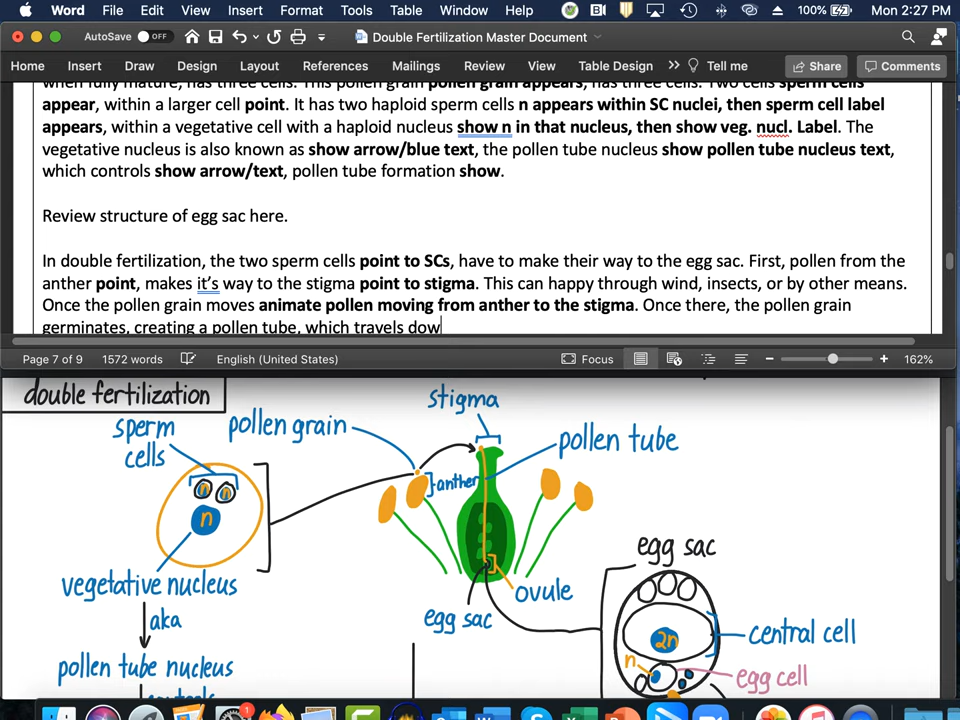 Word File Edit View Insert Format Tools Table Window Help 100% Mon 2:27 PM
AutoSave OFF Double Fertilization Master Document
Home Insert Draw Design Layout References Mailings Review View Table Design >> Tell me Share Comments
when fully mature, has three cells. This pollen grain pollen grain appears, has three cells. Two cells sperm cells
appear, within a larger cell point. It has two haploid sperm cells n appears within SC nuclei, then sperm cell label
appears, within a vegetative cell with a haploid nucleus show n in that nucleus, then show veg. nucl. Label. The
vegetative nucleus is also known as show arrow/blue text, the pollen tube nucleus show pollen tube nucleus text,
which controls show arrow/text, pollen tube formation show.
Review structure of egg sac here.
In double fertilization, the two sperm cells point to SCs, have to make their way to the egg sac. First, pollen from the
anther point, makes it's way to the stigma point to stigma. This can happy through wind, insects, or by other means.
Once the pollen grain moves animate pollen moving from anther to the stigma. Once there, the pollen grain
germinates, creating a pollen tube, which travels dow
Page 7 of 9 1572 words English (United States) Focus 162%
double fertilization
stigma
sperm
cells
pollen grain
pollen tube
anther
n n
n
egg sac
vegetative nucleus
ovule
egg sac
aka
central cell
2n
n
pollen tube nucleus
egg cell
controls
1